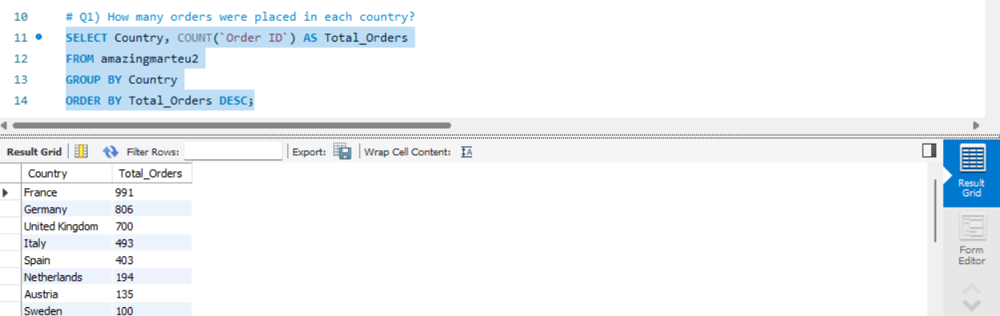 10 # Q1) How many orders were placed in each country?
11 SELECT Country, COUNT(`Order ID`) AS Total_Orders
12 FROM amazingmarteu2
13 GROUP BY Country
14 ORDER BY Total_Orders DESC;
Result Grid Filter Rows: Export: Wrap Cell Content: IA
Country Total_Orders
France 991
Germany 806
United Kingdom 700
Italy 493
Spain 403
Netherlands 194
Austria 135
Sweden 100
Result
Grid
Form
Editor